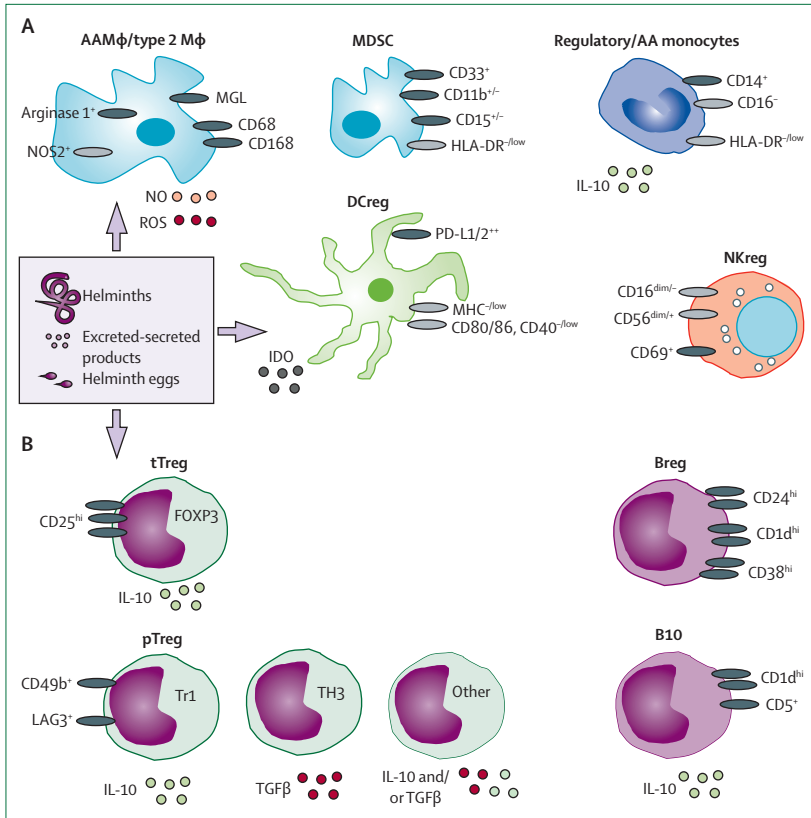 A
AAMϕ/type 2 Mϕ
MDSC
Regulatory/AA monocytes
Arginase 1⁺
NOS2⁺
MGL
CD68
CD168
NO
ROS
CD33⁺
CD11b⁺/⁻
CD15⁺/⁻
HLA-DR⁻/ˡᵒʷ
CD14⁺
CD16⁻
HLA-DR⁻/ˡᵒʷ
IL-10
Helminths
Excreted-secreted
products
Helminth eggs
DCreg
PD-L1/2⁺⁺
MHC⁻/ˡᵒʷ
CD80/86, CD40⁻/ˡᵒʷ
IDO
NKreg
CD16ᵈⁱᵐ/⁻
CD56ᵈⁱᵐ/⁺
CD69⁺
B
tTreg
CD25ʰⁱ
FOXP3
IL-10
Breg
CD24ʰⁱ
CD1dʰⁱ
CD38ʰⁱ
pTreg
CD49b⁺
LAG3⁺
Tr1
IL-10
TH3
TGFβ
Other
IL-10 and/
or TGFβ
B10
CD1dʰⁱ
CD5⁺
IL-10